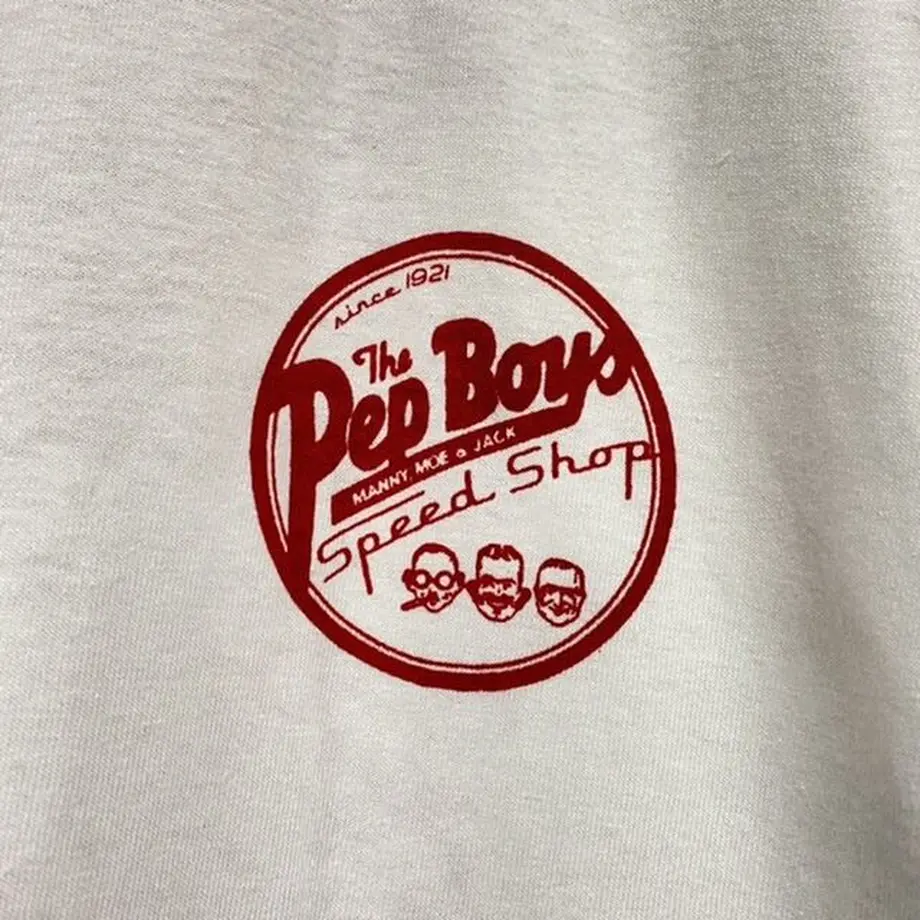 since 1921
The
Pep Boys
MANNY, MOE & JACK
Speed Shop